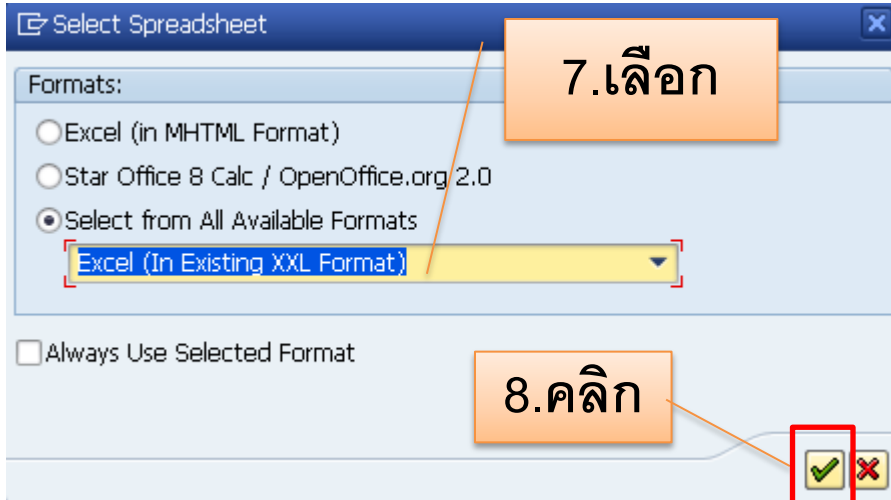 Select Spreadsheet
7.เลือก
Formats:
Excel (in MHTML Format)
Star Office 8 Calc / OpenOffice.org 2.0
Select from All Available Formats
Excel (In Existing XXL Format)
Always Use Selected Format
8.คลิก